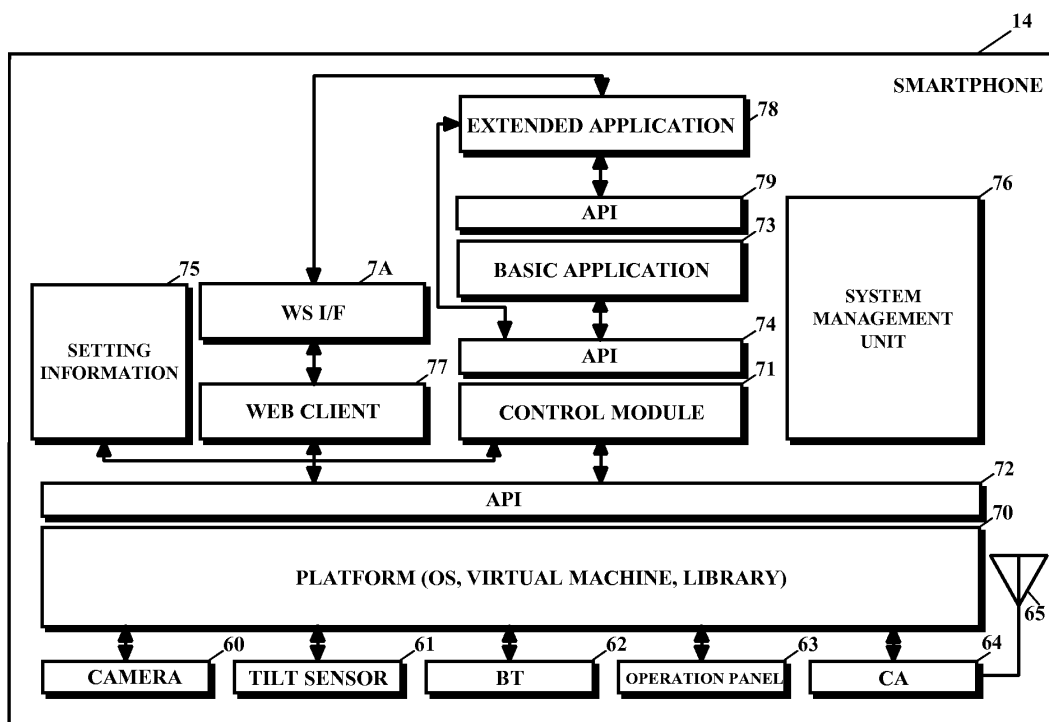 14
SMARTPHONE
78
EXTENDED APPLICATION
79
API
76
73
BASIC APPLICATION
75
7A
SYSTEM
MANAGEMENT
UNIT
WS I/F
74
API
SETTING
INFORMATION
77
71
WEB CLIENT
CONTROL MODULE
72
API
70
PLATFORM (OS, VIRTUAL MACHINE, LIBRARY)
65
60
61
62
63
64
CAMERA
TILT SENSOR
BT
OPERATION PANEL
CA